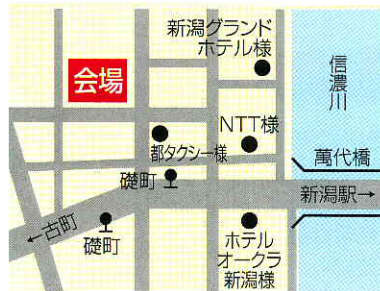 新潟グランド
ホテル様
会場
信濃川
NTT様
都タクシー様
萬代橋
礎町
新潟駅→
←古町
礎町
ホテル
オークラ
新潟様